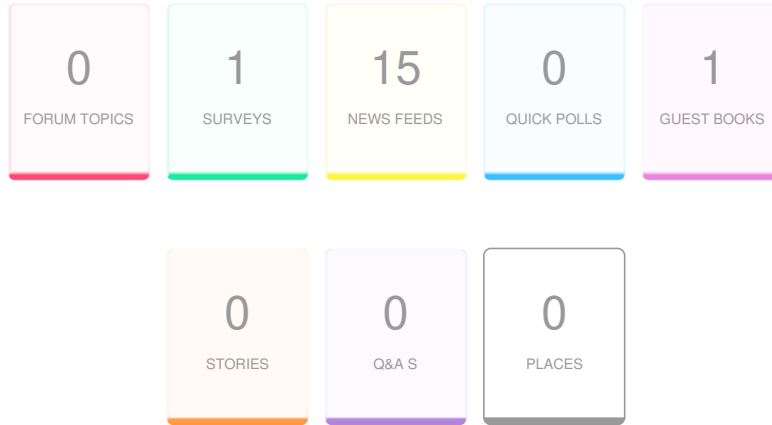 0 1 15 0 1
FORUM TOPICS SURVEYS NEWS FEEDS QUICK POLLS GUEST BOOKS
0 0 0
STORIES Q&A S PLACES